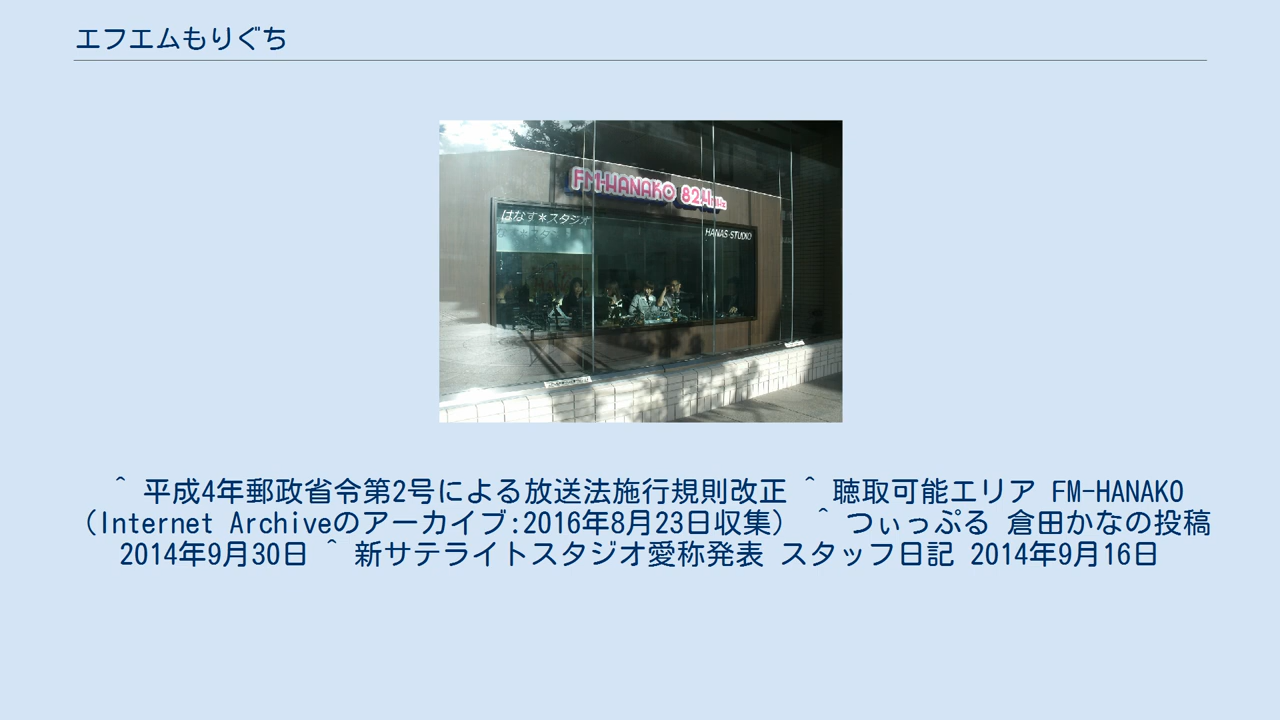 エフエムもりぐち
FM-HANAKO 82.4MHz
はなす＊スタジオ
HANAS-STUDIO
^ 平成4年郵政省令第2号による放送法施行規則改正 ^ 聴取可能エリア FM-HANAKO
（Internet Archiveのアーカイブ:2016年8月23日収集） ^ つぃっぷる 倉田かなの投稿
2014年9月30日 ^ 新サテライトスタジオ愛称発表 スタッフ日記 2014年9月16日